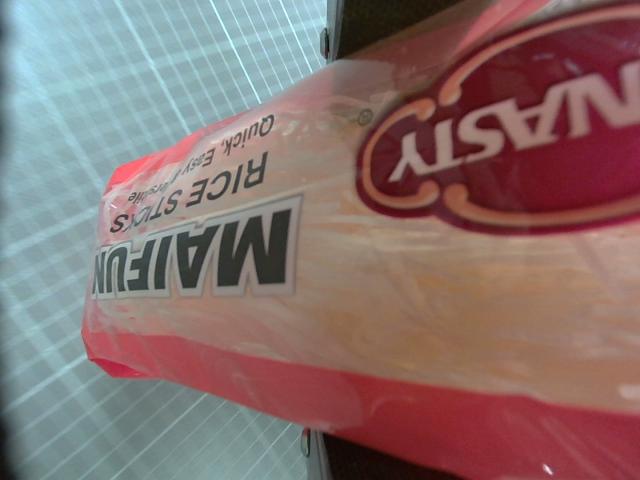 NASTY
®
MAIFUN
RICE STICKS
Quick, Easy